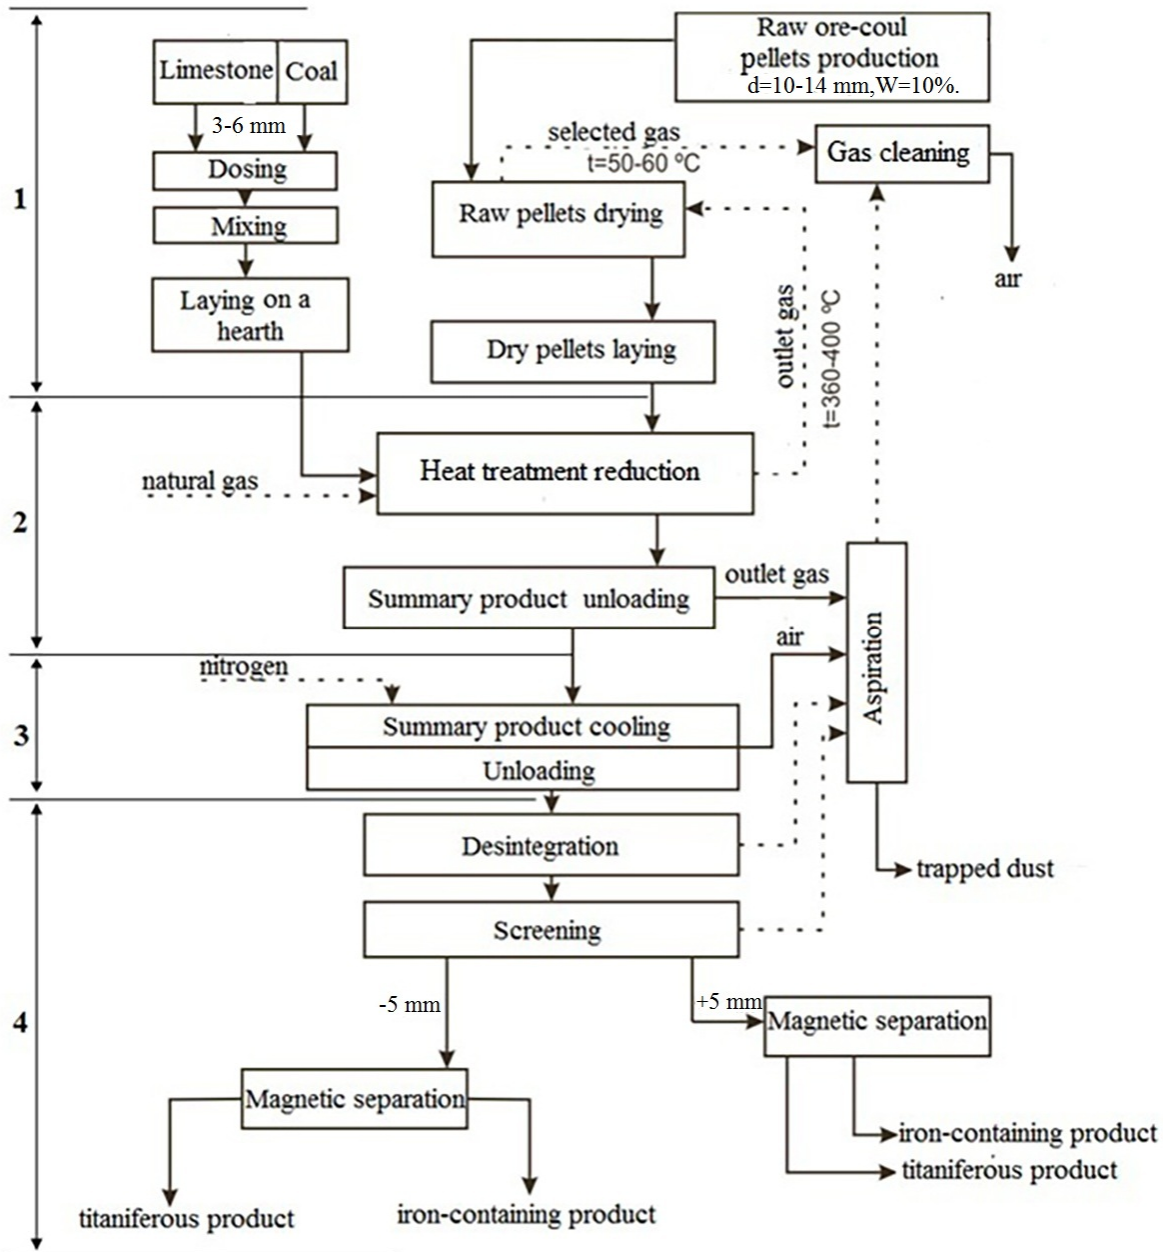 Raw ore-coul
pellets production
d=10-14 mm,W=10%.
Limestone
Coal
3-6 mm
Dosing
Mixing
Laying on a
hearth
selected gas
t=50-60 ºC
Gas cleaning
Raw pellets drying
air
Dry pellets laying
outlet gas
t=360-400 ºC
1
Heat treatment reduction
natural gas
2
Summary product unloading
outlet gas
air
Aspiration
nitrogen
Summary product cooling
Unloading
3
Desintegration
trapped dust
Screening
-5 mm
+5 mm
4
Magnetic separation
Magnetic separation
iron-containing product
titaniferous product
titaniferous product
iron-containing product